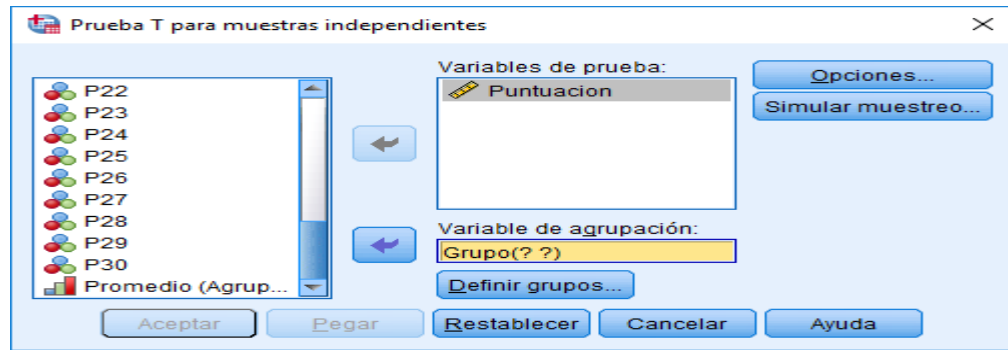 Prueba T para muestras independientes
P22
P23
P24
P25
P26
P27
P28
P29
P30
Promedio (Agrup...
Variables de prueba:
Puntuacion
Variable de agrupación:
Grupo(? ?)
Definir grupos...
Opciones...
Simular muestreo...
Aceptar
Pegar
Restablecer
Cancelar
Ayuda